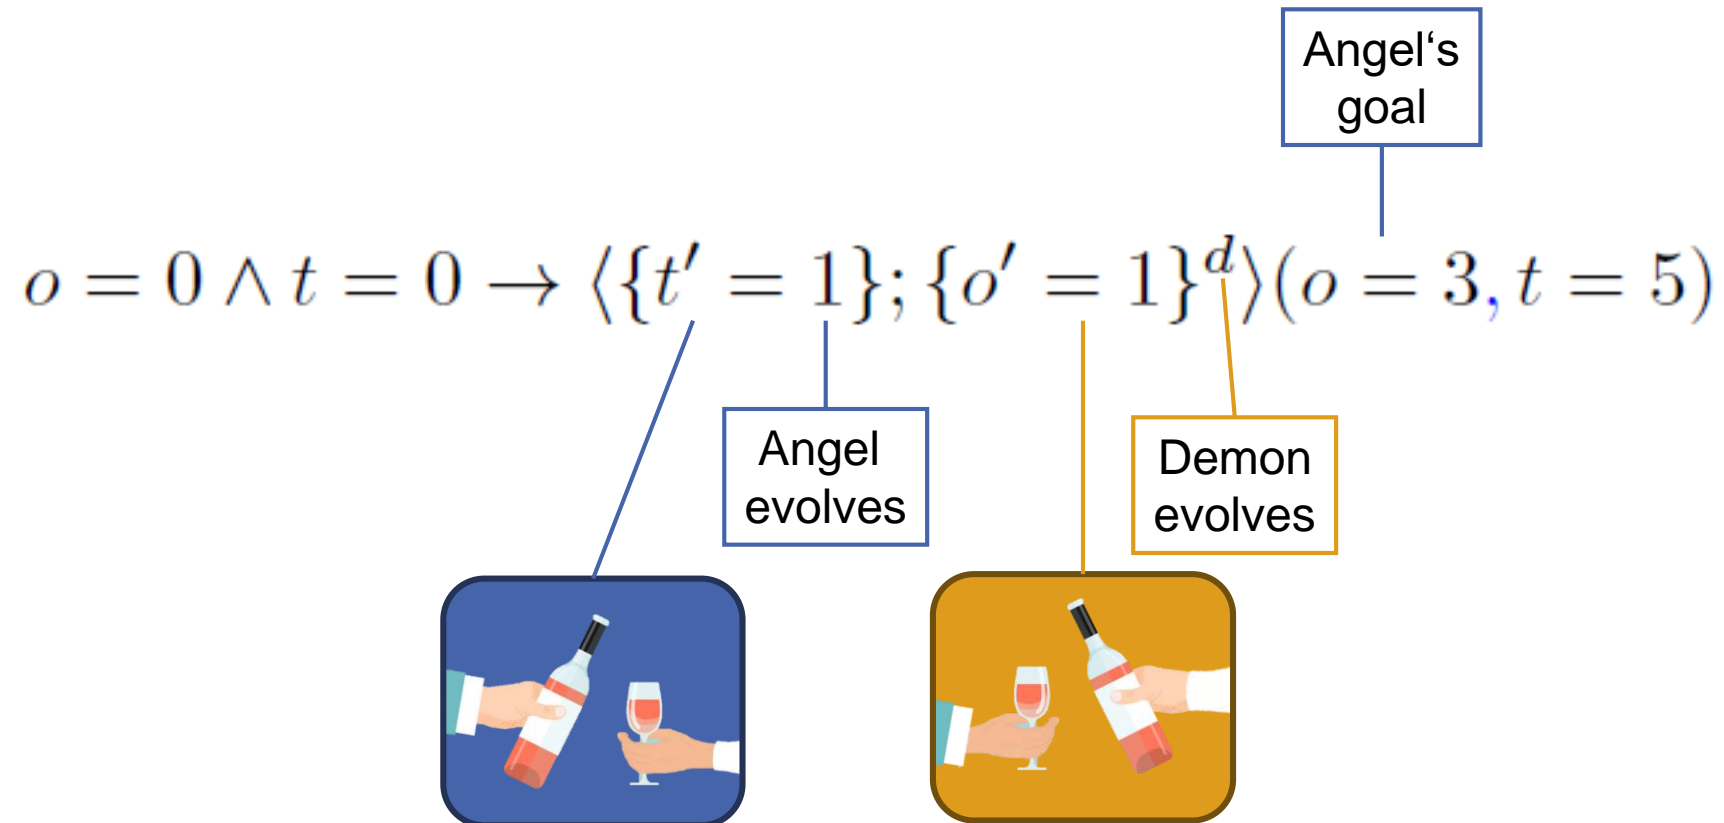 Angel‘s
goal
o = 0 ∧ t = 0 → ⟨{t′ = 1}; {o′ = 1}ᵈ⟩(o = 3, t = 5)
Angel
evolves
Demon
evolves